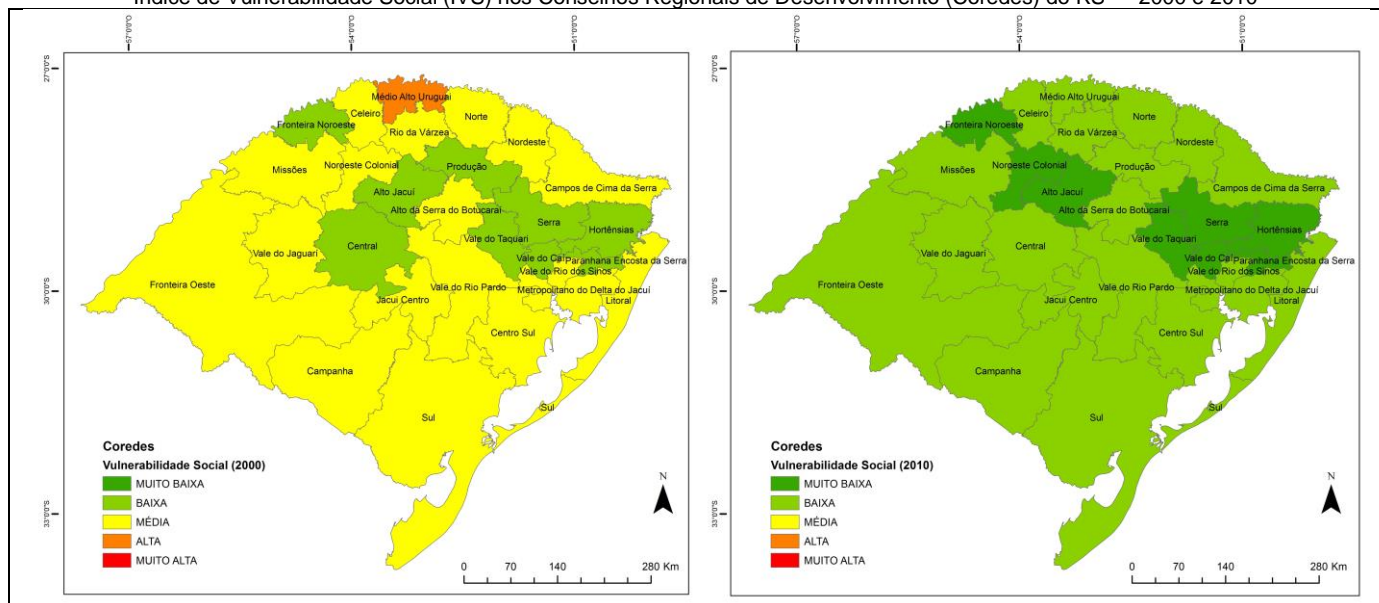 Índice de Vulnerabilidade Social (IVS) nos Conselhos Regionais de Desenvolvimento (Coredes) do RS — 2000 e 2010
57°0'0"O
54°0'0"O
51°0'0"O
27°0'0"S
30°0'0"S
33°0'0"S
Médio Alto Uruguai
Celeiro
Fronteira Noroeste
Norte
Rio da Várzea
Nordeste
Missões
Noroeste Colonial
Produção
Campos de Cima da Serra
Alto Jacuí
Alto da Serra do Botucaraí
Serra
Hortênsias
Central
Vale do Taquari
Vale do Jaguari
Vale do Caí
Paranhana Encosta da Serra
Vale do Rio dos Sinos
Fronteira Oeste
Vale do Rio Pardo
Metropolitano do Delta do Jacuí
Jacuí Centro
Litoral
Centro Sul
Campanha
Sul
Sul
Coredes
Vulnerabilidade Social (2000)
MUITO BAIXA
BAIXA
MÉDIA
ALTA
MUITO ALTA
N
0 70 140 280 Km
57°0'0"O
54°0'0"O
51°0'0"O
27°0'0"S
30°0'0"S
33°0'0"S
Médio Alto Uruguai
Celeiro
Fronteira Noroeste
Norte
Rio da Várzea
Nordeste
Missões
Noroeste Colonial
Produção
Campos de Cima da Serra
Alto Jacuí
Alto da Serra do Botucaraí
Serra
Hortênsias
Central
Vale do Taquari
Vale do Jaguari
Vale do Caí
Paranhana Encosta da Serra
Vale do Rio dos Sinos
Fronteira Oeste
Vale do Rio Pardo
Metropolitano do Delta do Jacuí
Jacuí Centro
Litoral
Centro Sul
Campanha
Sul
Sul
Coredes
Vulnerabilidade Social (2010)
MUITO BAIXA
BAIXA
MÉDIA
ALTA
MUITO ALTA
N
0 70 140 280 Km